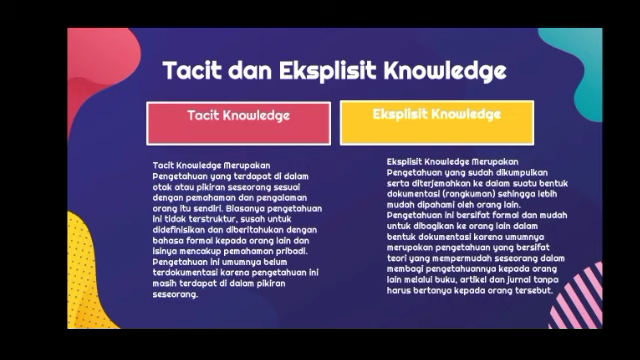 Tacit dan Eksplisit Knowledge
Tacit Knowledge
Tacit Knowledge Merupakan
Pengetahuan yang terdapat di dalam
otak atau pikiran seseorang sesuai
dengan pemahaman dan pengalaman
orang itu sendiri. Biasanya pengetahuan
ini tidak terstruktur, susah untuk
didefinisikan dan diberitahukan dengan
bahasa formal kepada orang lain dan
isinya mencakup pemahaman pribadi.
Pengetahuan ini umumnya belum
terdokumentasi karena pengetahuan ini
masih terdapat di dalam pikiran
seseorang.
Eksplisit Knowledge
Eksplisit Knowledge Merupakan
Pengetahuan yang sudah dikumpulkan
serta diterjemahkan ke dalam suatu bentuk
dokumentasi (rangkuman) sehingga lebih
mudah dipahami oleh orang lain.
Pengetahuan ini bersifat formal dan mudah
untuk dibagikan ke orang lain dalam
bentuk dokumentasi karena umumnya
merupakan pengetahuan yang bersifat
teori yang mempermudah seseorang dalam
membagi pengetahuannya kepada orang
lain melalui buku, artikel dan jurnal tanpa
harus bertanya kepada orang tersebut.